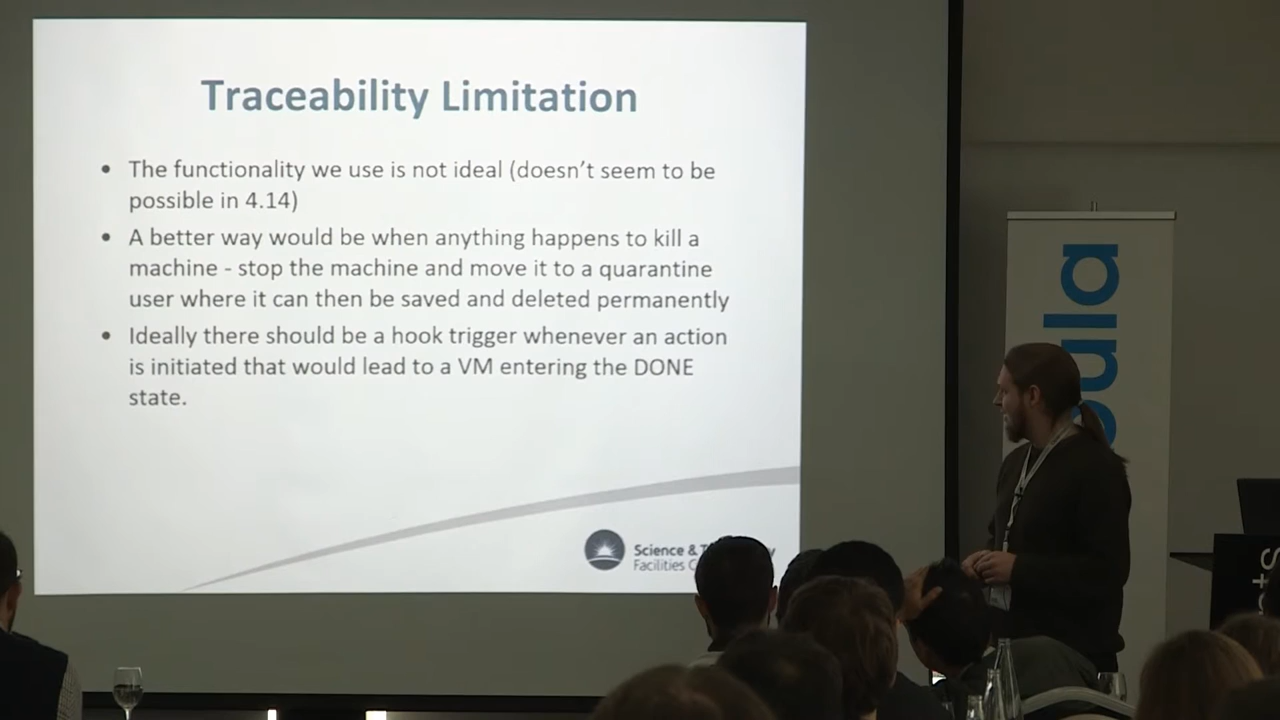 Traceability Limitation
• The functionality we use is not ideal (doesn't seem to be
possible in 4.14)
• A better way would be when anything happens to kill a
machine - stop the machine and move it to a quarantine
user where it can then be saved and deleted permanently
• Ideally there should be a hook trigger whenever an action
is initiated that would lead to a VM entering the DONE
state.
Science &
Facilities